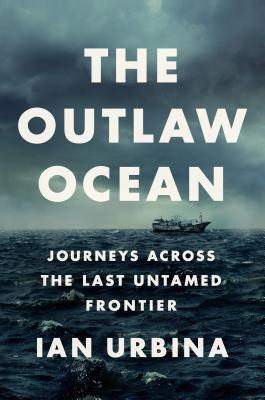 THE
OUTLAW
OCEAN
JOURNEYS ACROSS
THE LAST UNTAMED
FRONTIER
IAN URBINA